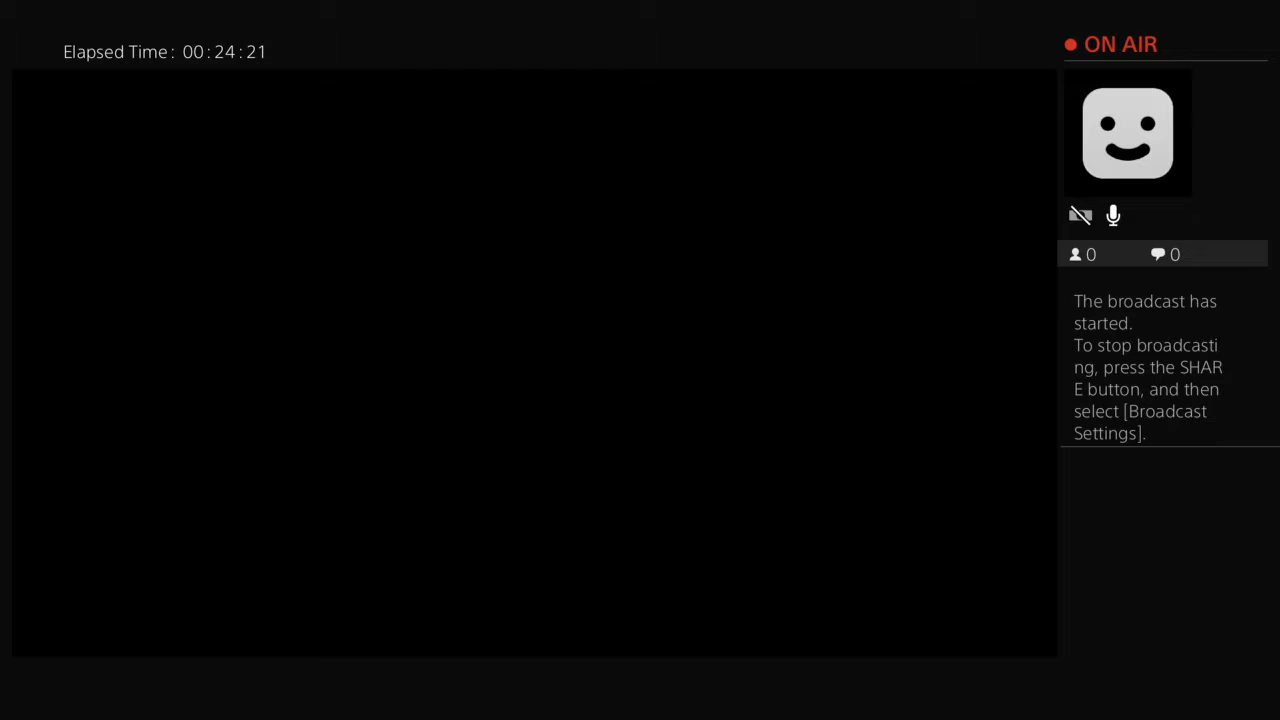 Elapsed Time: 00:24:21
ON AIR
0 0
The broadcast has
started.
To stop broadcasti
ng, press the SHAR
E button, and then
select [Broadcast
Settings].